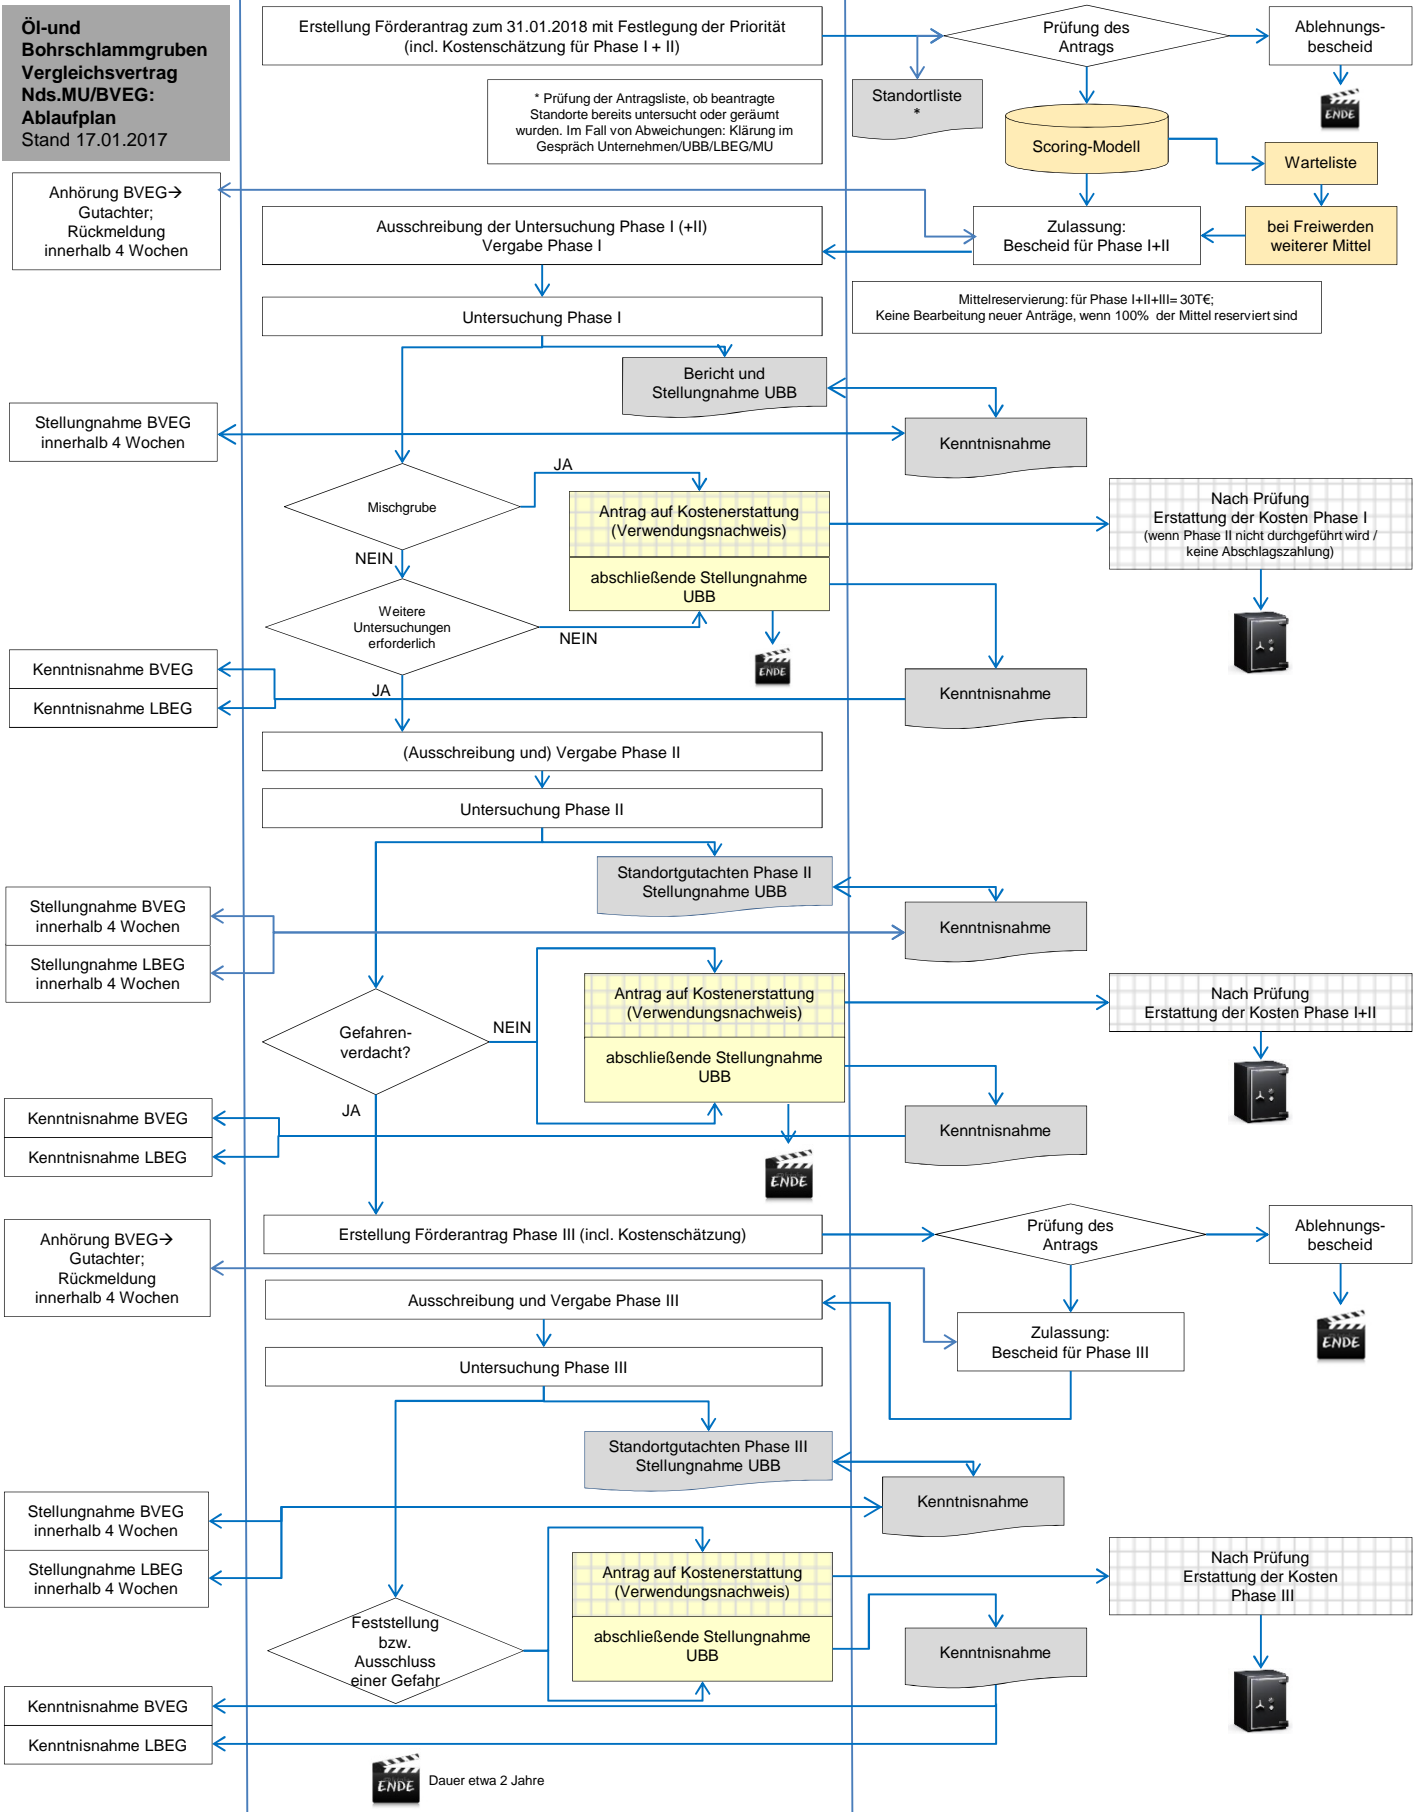 Öl-und
Bohrschlammgruben
Vergleichsvertrag
Nds.MU/BVEG:
Ablaufplan
Stand 17.01.2017
Erstellung Förderantrag zum 31.01.2018 mit Festlegung der Priorität
(incl. Kostenschätzung für Phase I + II)
Prüfung des
Antrags
Ablehnungs-
bescheid
* Prüfung der Antragsliste, ob beantragte
Standorte bereits untersucht oder geräumt
wurden. Im Fall von Abweichungen: Klärung im
Gespräch Unternehmen/UBB/LBEG/MU
Standortliste
*
ENDE
Scoring-Modell
Warteliste
Anhörung BVEG→
Gutachter;
Rückmeldung
innerhalb 4 Wochen
Ausschreibung der Untersuchung Phase I (+II)
Vergabe Phase I
Zulassung:
Bescheid für Phase I+II
bei Freiwerden
weiterer Mittel
Untersuchung Phase I
Mittelreservierung: für Phase I+II+III= 30T€;
Keine Bearbeitung neuer Anträge, wenn 100% der Mittel reserviert sind
Bericht und
Stellungnahme UBB
Stellungnahme BVEG
innerhalb 4 Wochen
Kenntnisnahme
JA
Mischgrube
Antrag auf Kostenerstattung
(Verwendungsnachweis)
Nach Prüfung
Erstattung der Kosten Phase I
(wenn Phase II nicht durchgeführt wird /
keine Abschlagszahlung)
NEIN
abschließende Stellungnahme
UBB
Weitere
Untersuchungen
erforderlich
NEIN
ENDE
Kenntnisnahme BVEG
Kenntnisnahme LBEG
JA
Kenntnisnahme
(Ausschreibung und) Vergabe Phase II
Untersuchung Phase II
Standortgutachten Phase II
Stellungnahme UBB
Stellungnahme BVEG
innerhalb 4 Wochen
Stellungnahme LBEG
innerhalb 4 Wochen
Kenntnisnahme
Gefahren-
verdacht?
NEIN
Antrag auf Kostenerstattung
(Verwendungsnachweis)
Nach Prüfung
Erstattung der Kosten Phase I+II
abschließende Stellungnahme
UBB
JA
Kenntnisnahme BVEG
Kenntnisnahme LBEG
Kenntnisnahme
ENDE
Anhörung BVEG→
Gutachter;
Rückmeldung
innerhalb 4 Wochen
Erstellung Förderantrag Phase III (incl. Kostenschätzung)
Prüfung des
Antrags
Ablehnungs-
bescheid
Ausschreibung und Vergabe Phase III
Zulassung:
Bescheid für Phase III
ENDE
Untersuchung Phase III
Standortgutachten Phase III
Stellungnahme UBB
Kenntnisnahme
Stellungnahme BVEG
innerhalb 4 Wochen
Stellungnahme LBEG
innerhalb 4 Wochen
Antrag auf Kostenerstattung
(Verwendungsnachweis)
Nach Prüfung
Erstattung der Kosten
Phase III
Feststellung
bzw.
Ausschluss
einer Gefahr
abschließende Stellungnahme
UBB
Kenntnisnahme
Kenntnisnahme BVEG
Kenntnisnahme LBEG
ENDE
Dauer etwa 2 Jahre